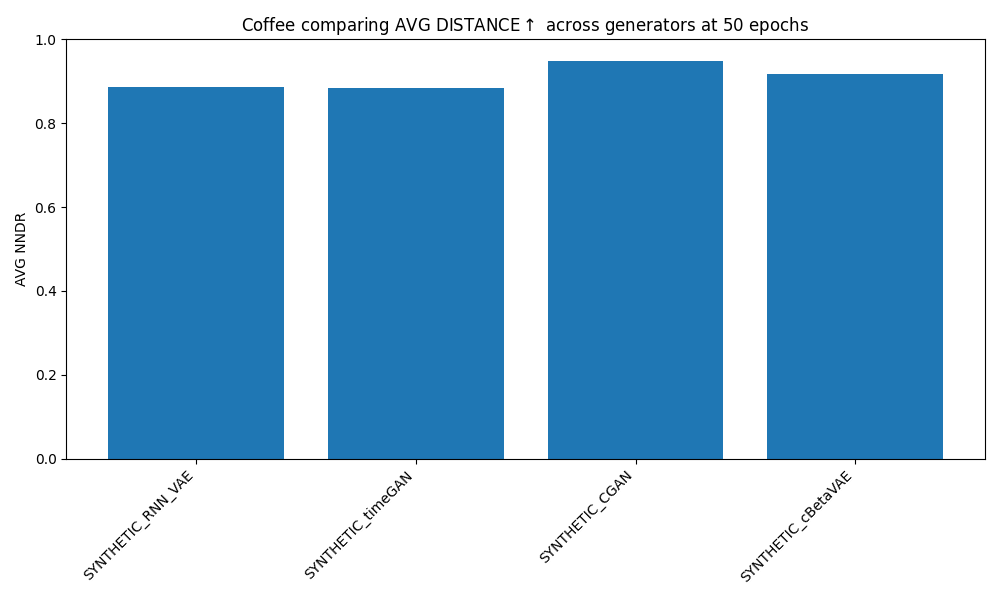 Coffee comparing AVG DISTANCE↑ across generators at 50 epochs
AVG NNDR
1.0
0.8
0.6
0.4
0.2
0.0
SYNTHETIC_RNN_VAE
SYNTHETIC_timeGAN
SYNTHETIC_CGAN
SYNTHETIC_cBetaVAE